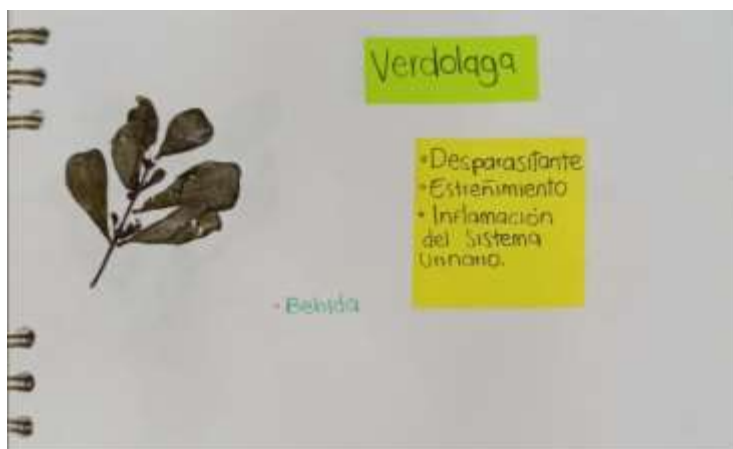 Verdolaga
• Desparasitante
• Estreñimiento
• Inflamación
del Sistema
Urinario.
- Bebida